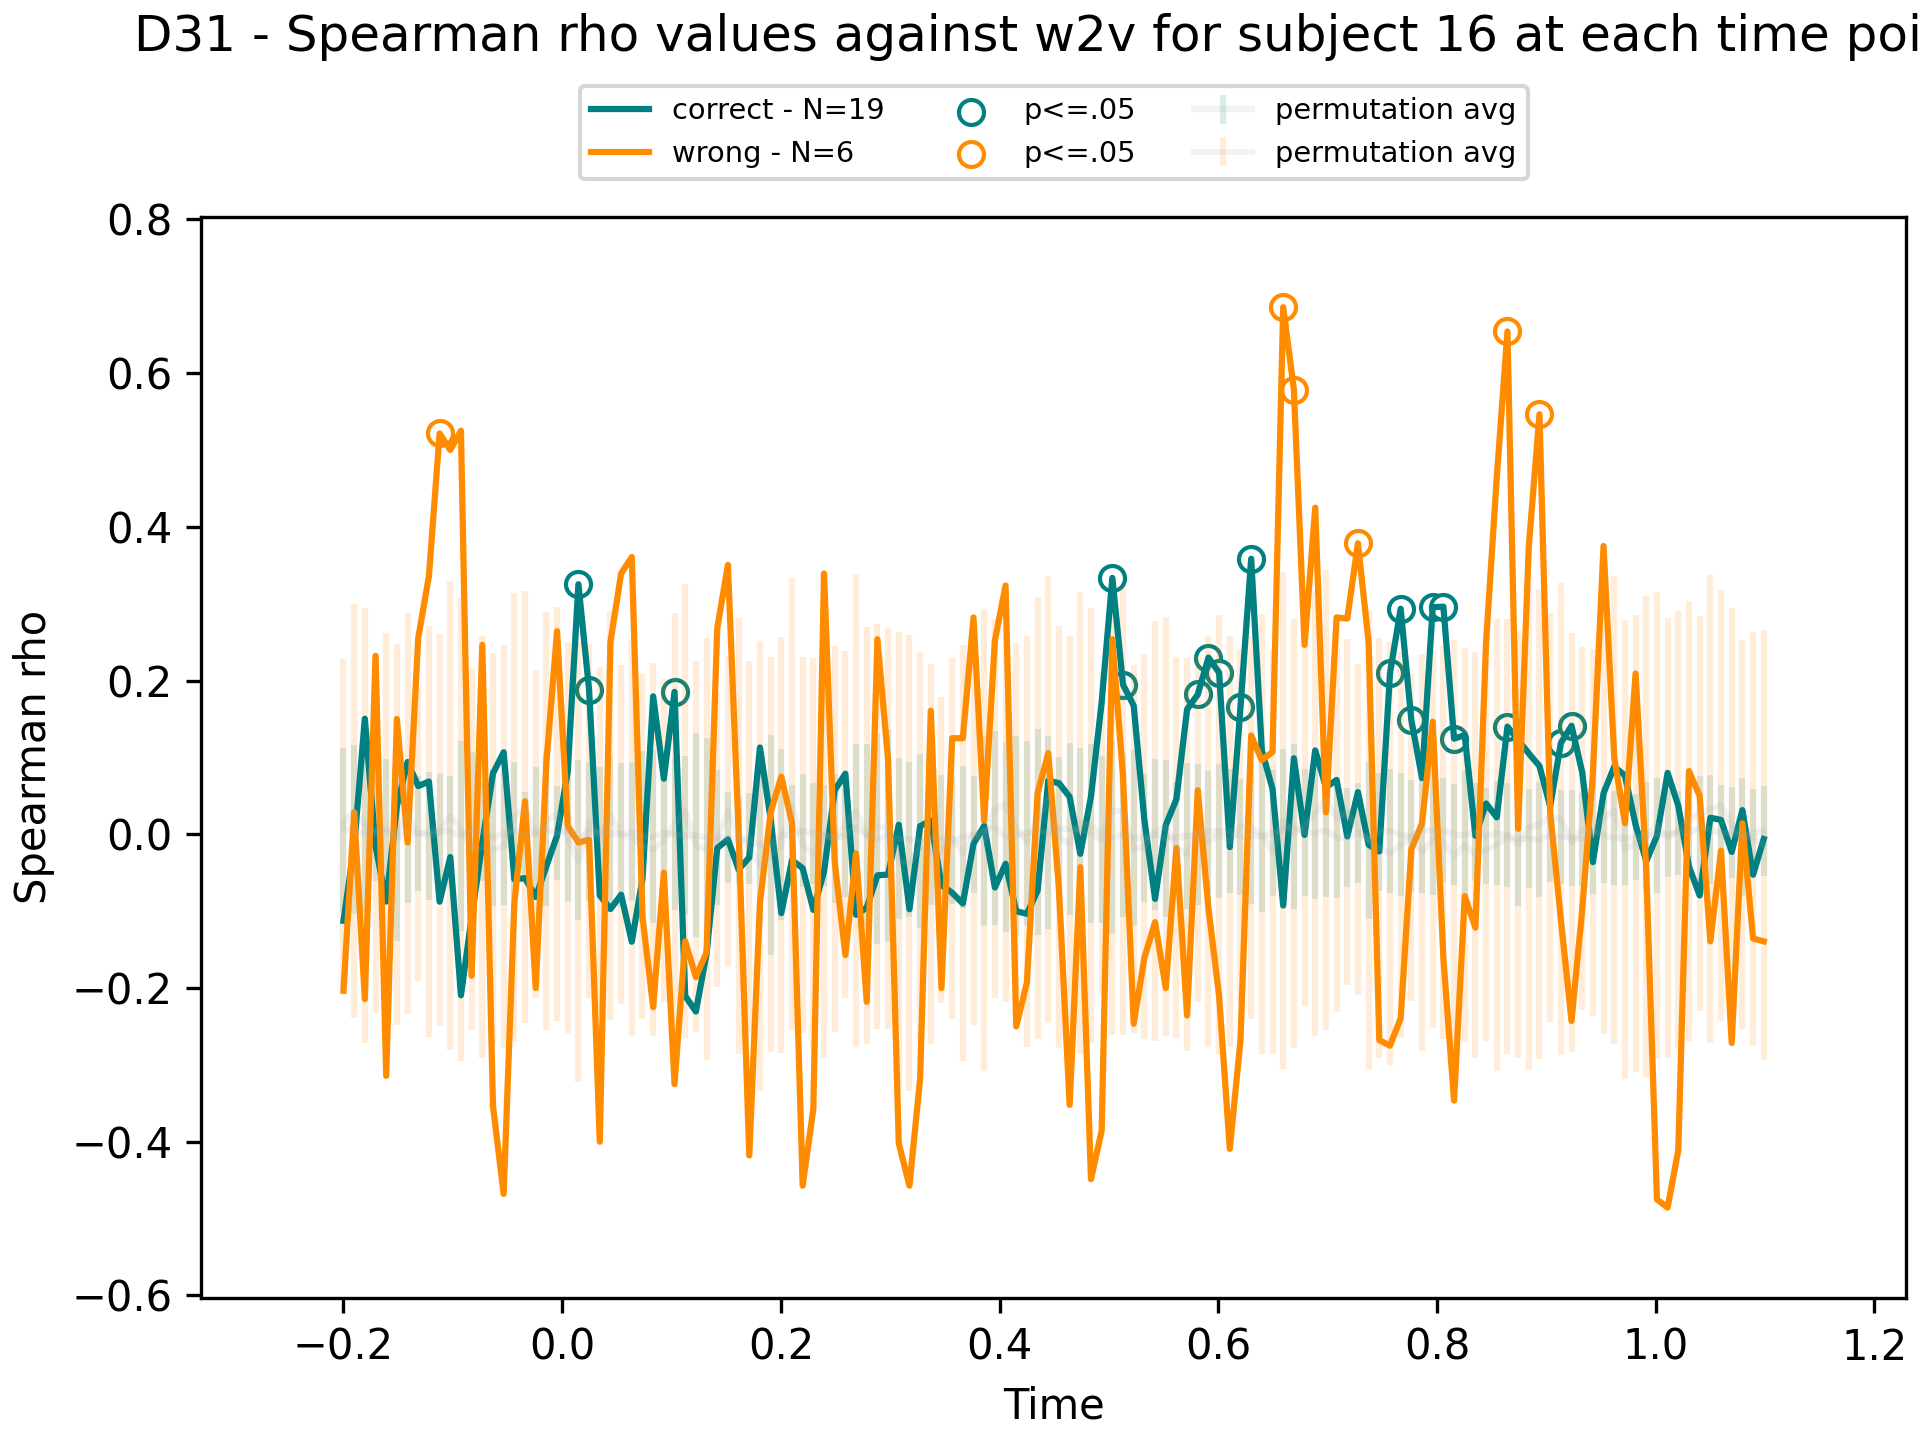 D31 - Spearman rho values against w2v for subject 16 at each time poi
correct - N=19
wrong - N=6
p<=.05
p<=.05
permutation avg
permutation avg
0.8
0.6
0.4
0.2
0.0
−0.2
−0.4
−0.6
Spearman rho
−0.2 0.0 0.2 0.4 0.6 0.8 1.0 1.2
Time